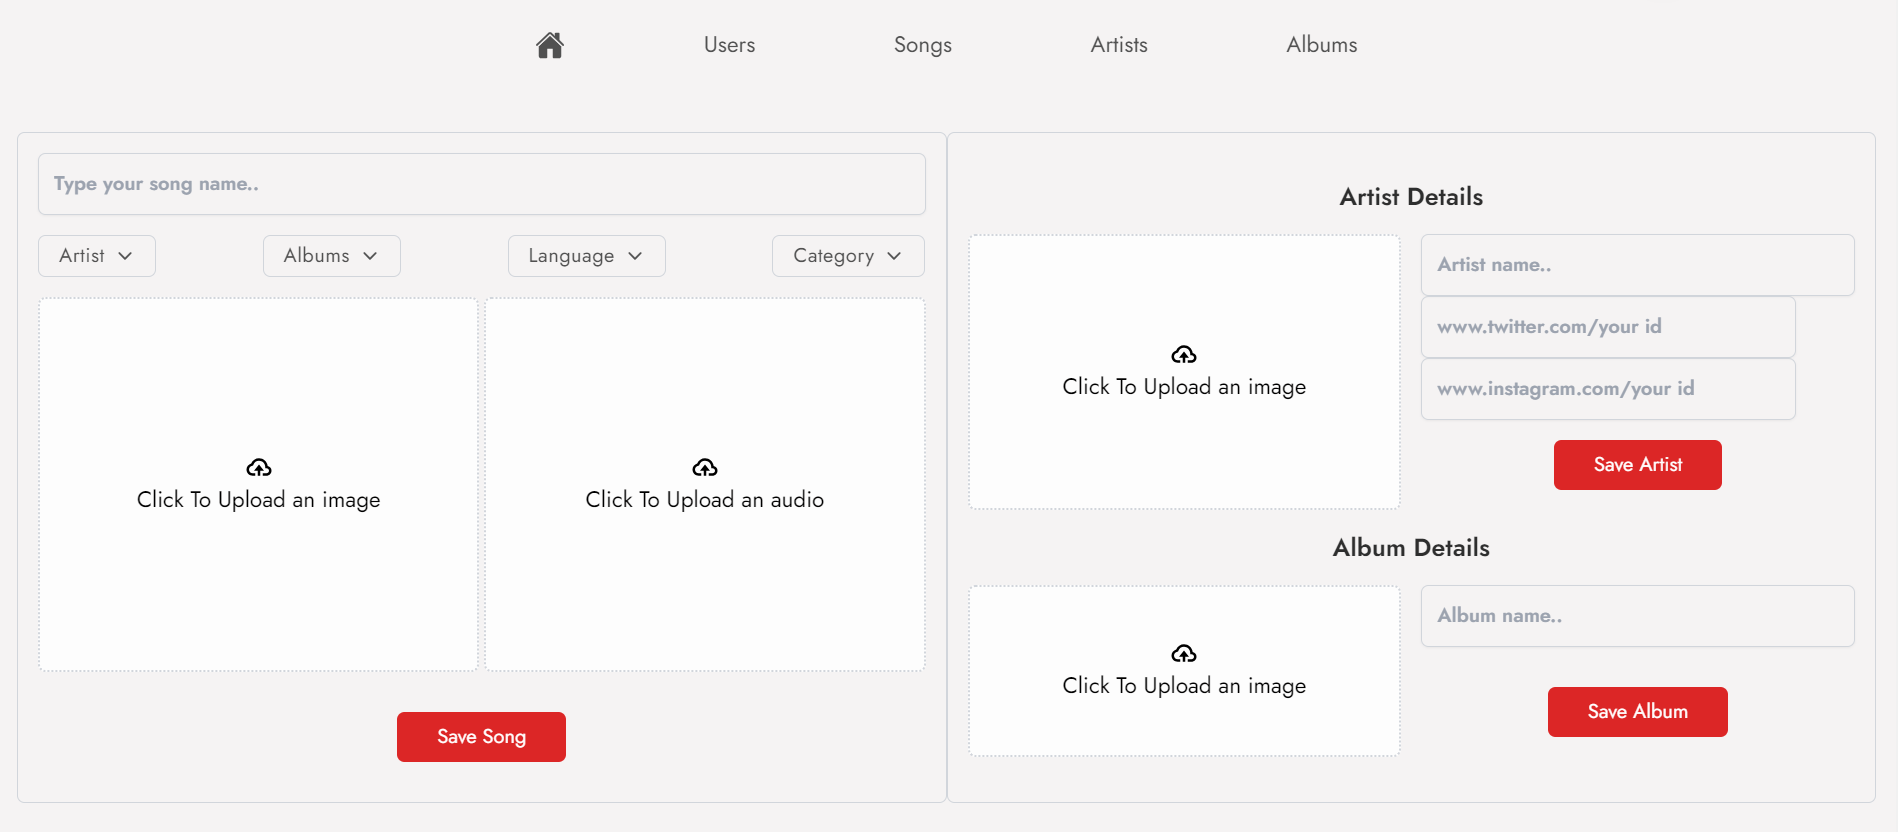 Users
Songs
Artists
Albums
Type your song name..
Artist
Albums
Language
Category
Click To Upload an image
Click To Upload an audio
Save Song
Artist Details
Click To Upload an image
Artist name..
www.twitter.com/your id
www.instagram.com/your id
Save Artist
Album Details
Click To Upload an image
Album name..
Save Album